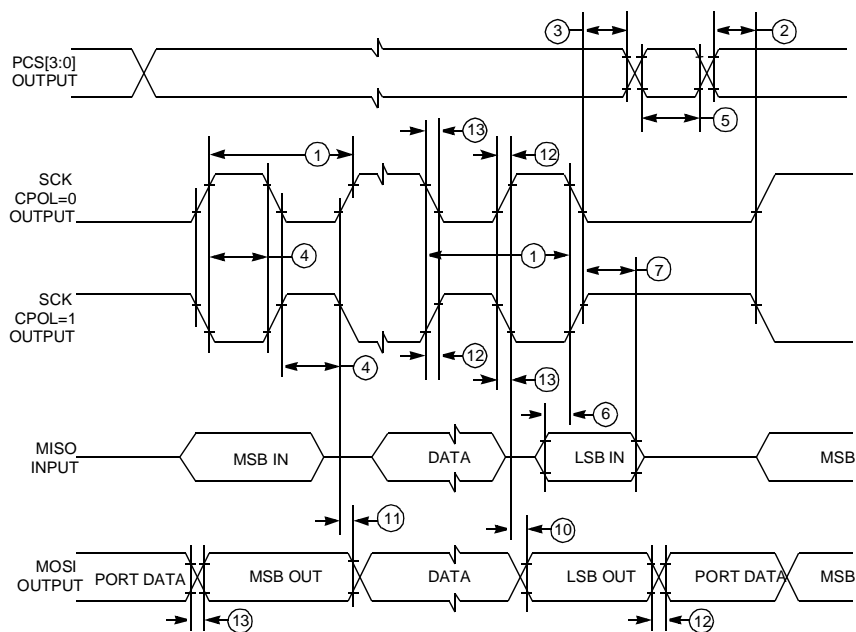 3
2
PCS[3:0]
OUTPUT
5
13
1
12
SCK
CPOL=0
OUTPUT
4
1
7
SCK
CPOL=1
OUTPUT
12
4
13
6
MISO
INPUT
MSB IN
DATA
LSB IN
MSB
11
10
MOSI
OUTPUT
PORT DATA
MSB OUT
DATA
LSB OUT
PORT DATA
MSB
13
12